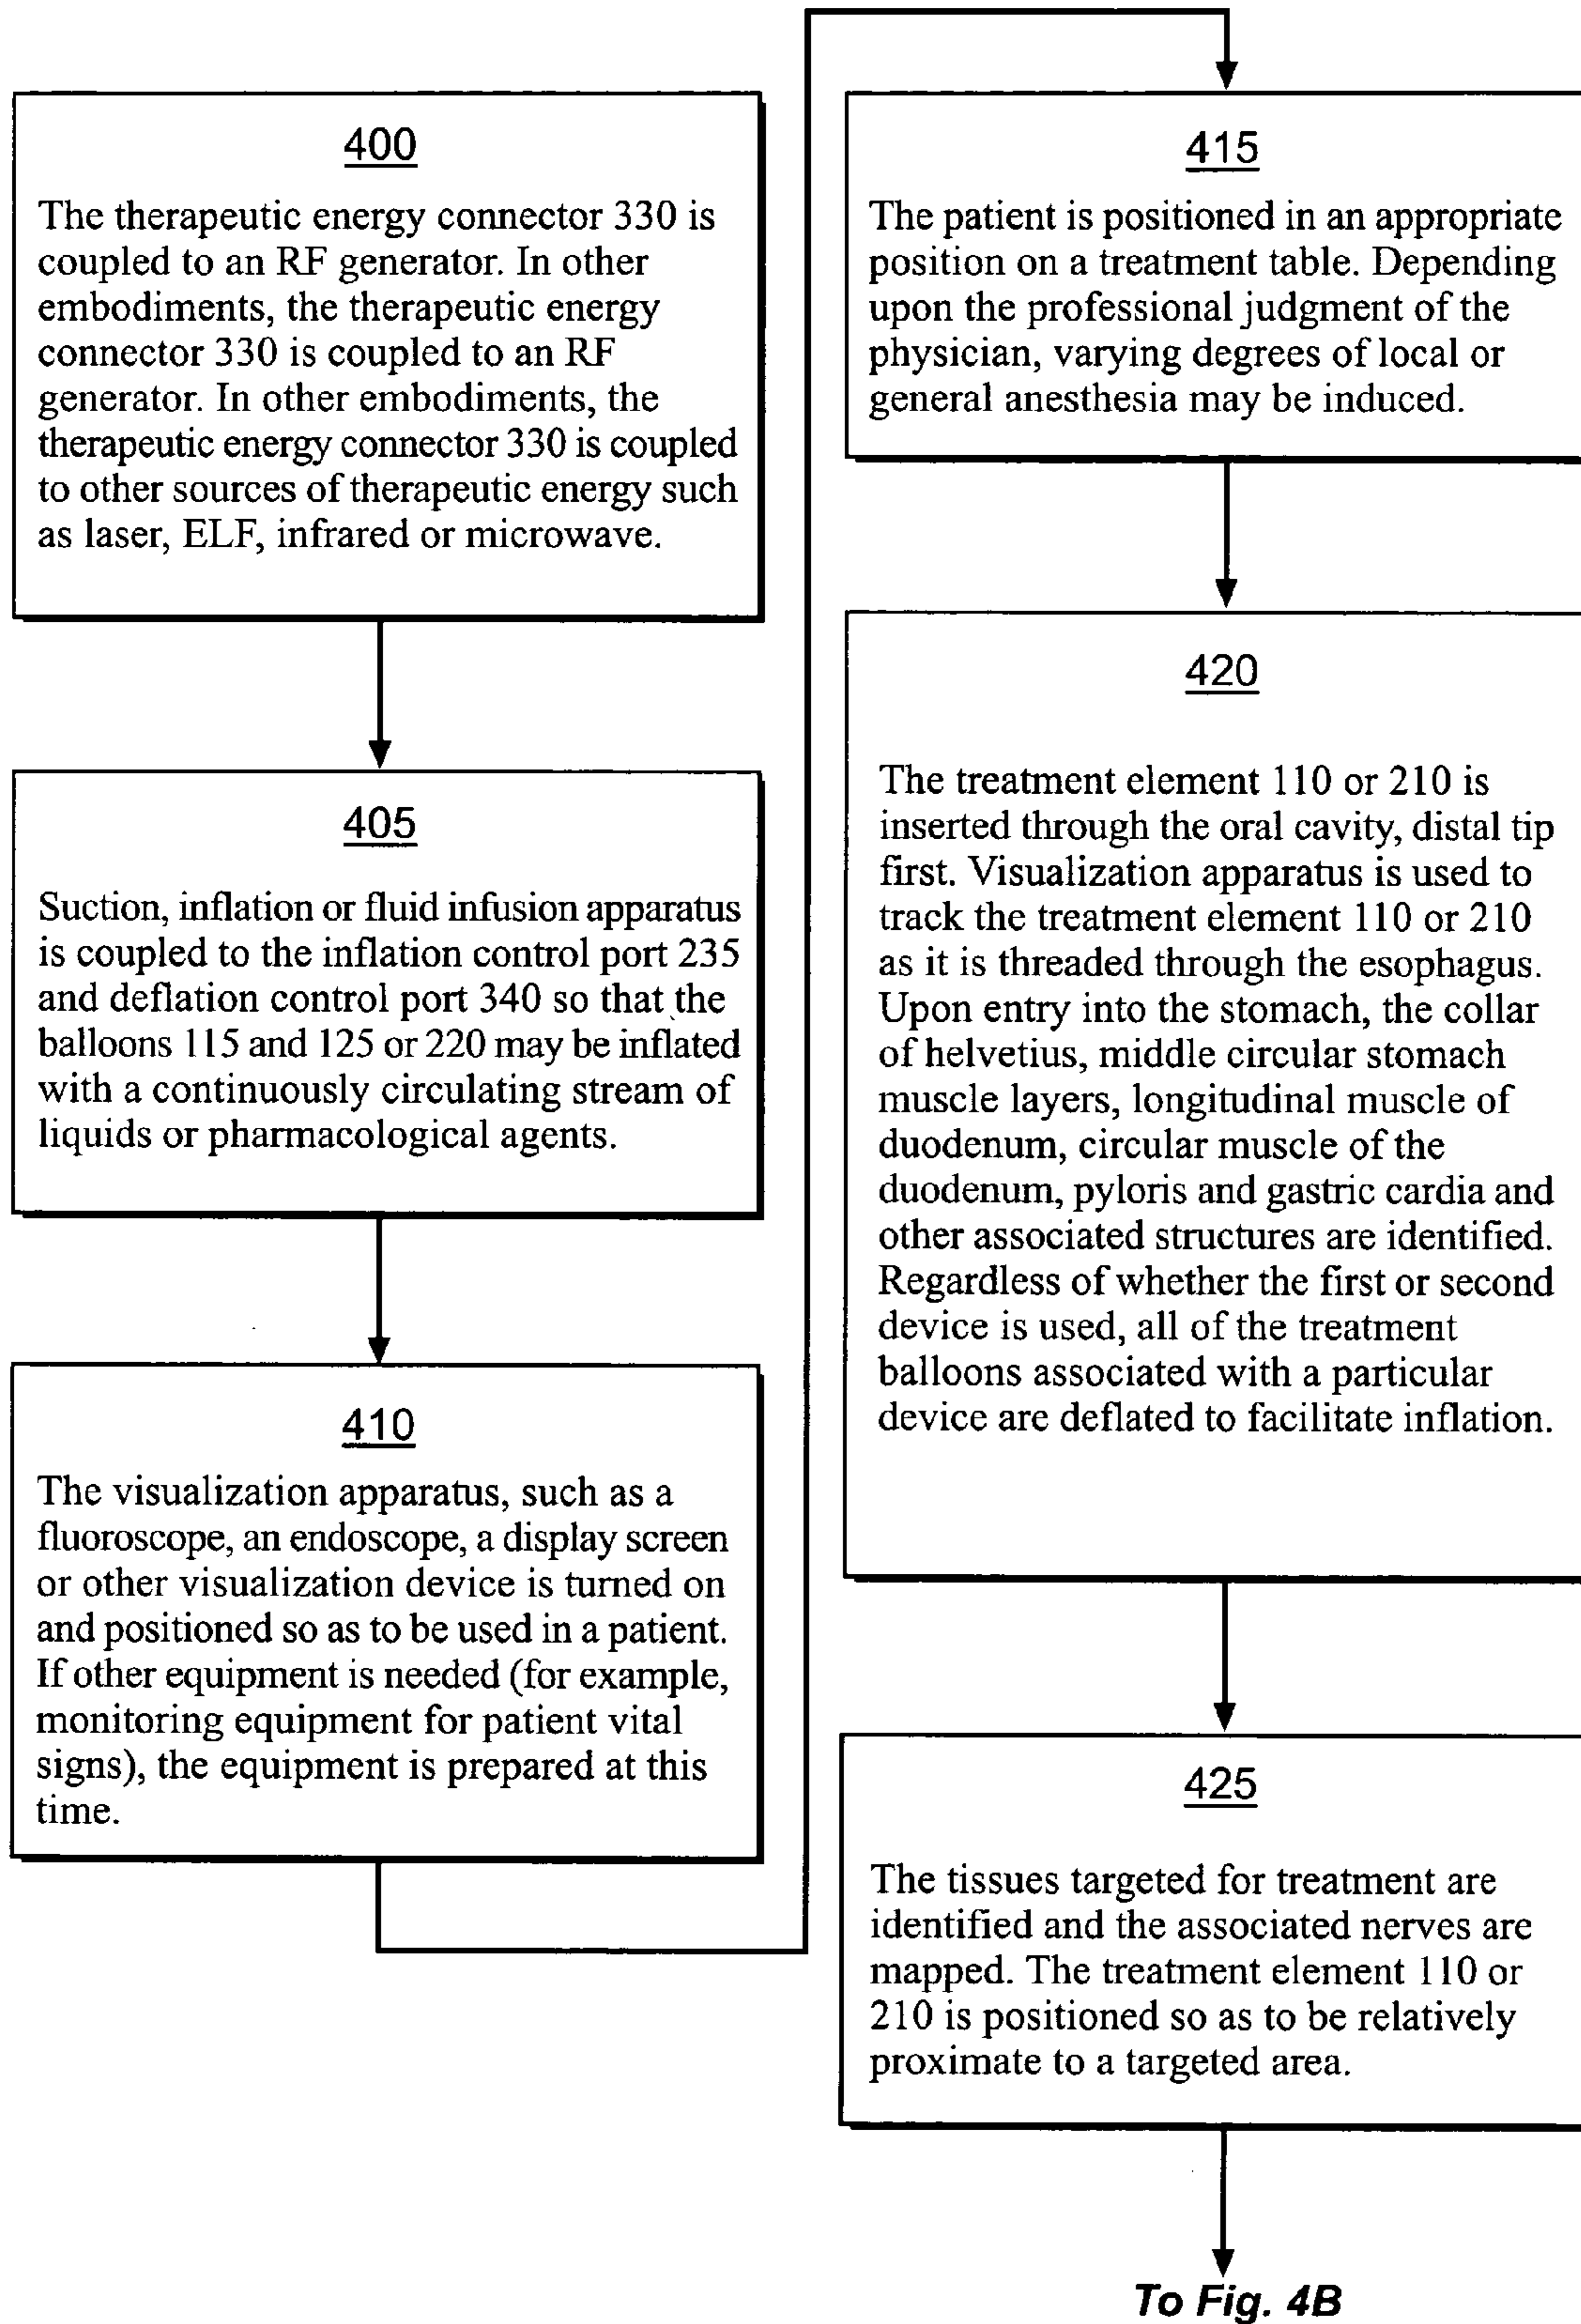 400
The therapeutic energy connector 330 is
coupled to an RF generator. In other
embodiments, the therapeutic energy
connector 330 is coupled to an RF
generator. In other embodiments, the
therapeutic energy connector 330 is coupled
to other sources of therapeutic energy such
as laser, ELF, infrared or microwave.
405
Suction, inflation or fluid infusion apparatus
is coupled to the inflation control port 235
and deflation control port 340 so that the
balloons 115 and 125 or 220 may be inflated
with a continuously circulating stream of
liquids or pharmacological agents.
410
The visualization apparatus, such as a
fluoroscope, an endoscope, a display screen
or other visualization device is turned on
and positioned so as to be used in a patient.
If other equipment is needed (for example,
monitoring equipment for patient vital
signs), the equipment is prepared at this
time.
415
The patient is positioned in an appropriate
position on a treatment table. Depending
upon the professional judgment of the
physician, varying degrees of local or
general anesthesia may be induced.
420
The treatment element 110 or 210 is
inserted through the oral cavity, distal tip
first. Visualization apparatus is used to
track the treatment element 110 or 210
as it is threaded through the esophagus.
Upon entry into the stomach, the collar
of helvetius, middle circular stomach
muscle layers, longitudinal muscle of
duodenum, circular muscle of the
duodenum, pyloris and gastric cardia and
other associated structures are identified.
Regardless of whether the first or second
device is used, all of the treatment
balloons associated with a particular
device are deflated to facilitate inflation.
425
The tissues targeted for treatment are
identified and the associated nerves are
mapped. The treatment element 110 or
210 is positioned so as to be relatively
proximate to a targeted area.
To Fig. 4B